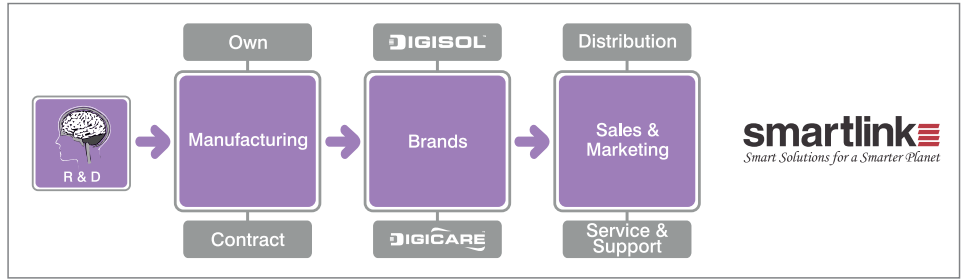 Own
DIGISOL
Distribution
R & D
Manufacturing
Brands
Sales &
Marketing
smartlink
Smart Solutions for a Smarter Planet
Contract
DIGICARE
Service &
Support